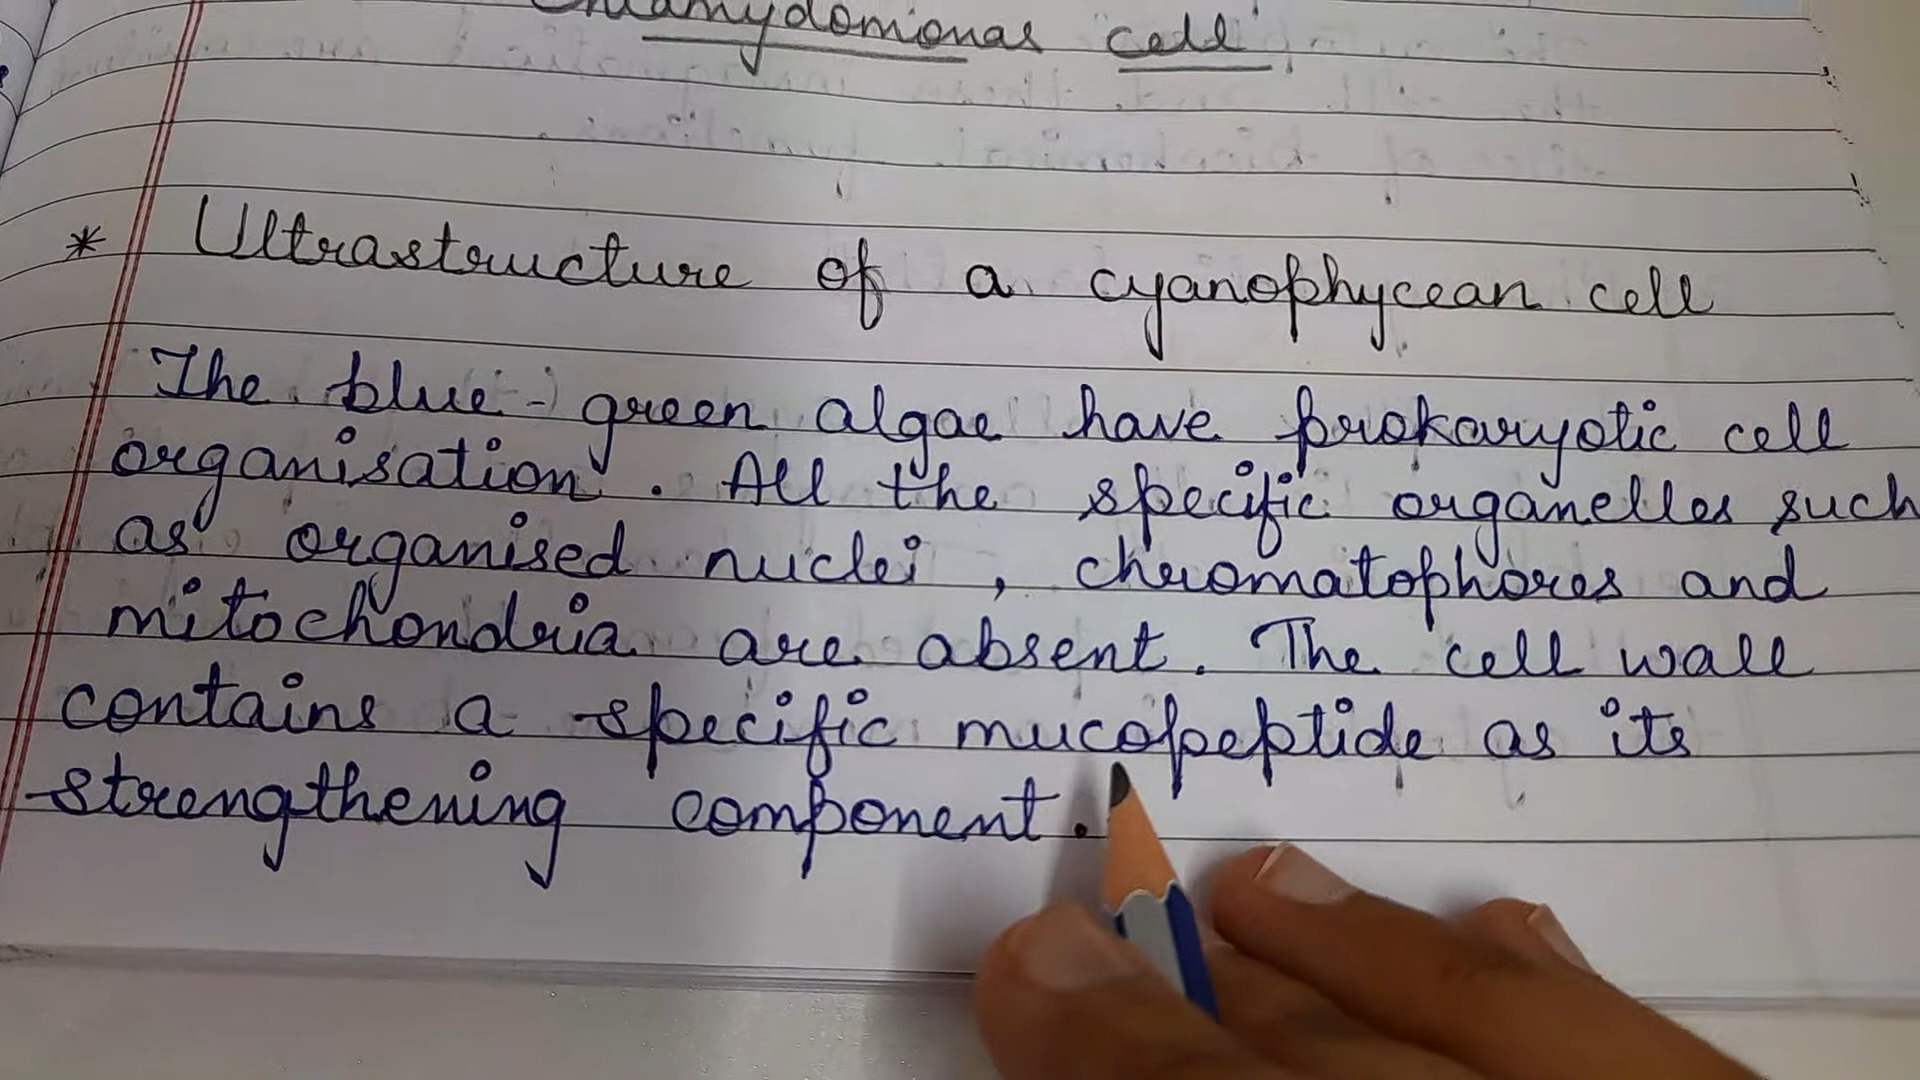 Chlamydomonas cell
* Ultrastructure of a cyanophycean cell
The blue-green algae have prokaryotic cell
organisation. All the specific organelles such
as organised nuclei, chromatophores and
mitochondria are absent. The cell wall
contains a specific mucopeptide as its
strengthening component.